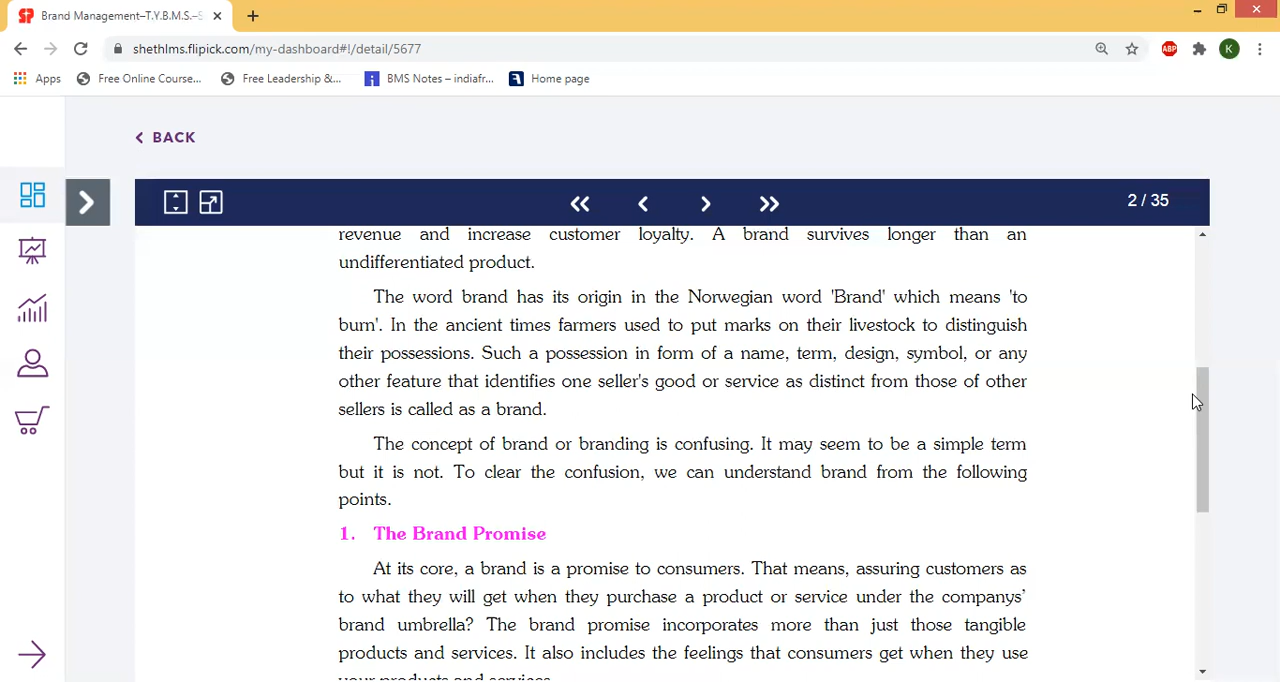 Brand Management–T.Y.B.M.S.–S
shethlms.flipick.com/my-dashboard#!/detail/5677
ABP
K
Apps
Free Online Course...
Free Leadership &...
BMS Notes – indiafr...
Home page
BACK
2 / 35
revenue and increase customer loyalty. A brand survives longer than an
undifferentiated product.
The word brand has its origin in the Norwegian word 'Brand' which means 'to
burn'. In the ancient times farmers used to put marks on their livestock to distinguish
their possessions. Such a possession in form of a name, term, design, symbol, or any
other feature that identifies one seller's good or service as distinct from those of other
sellers is called as a brand.
The concept of brand or branding is confusing. It may seem to be a simple term
but it is not. To clear the confusion, we can understand brand from the following
points.
1. The Brand Promise
At its core, a brand is a promise to consumers. That means, assuring customers as
to what they will get when they purchase a product or service under the companys'
brand umbrella? The brand promise incorporates more than just those tangible
products and services. It also includes the feelings that consumers get when they use
your products and services.